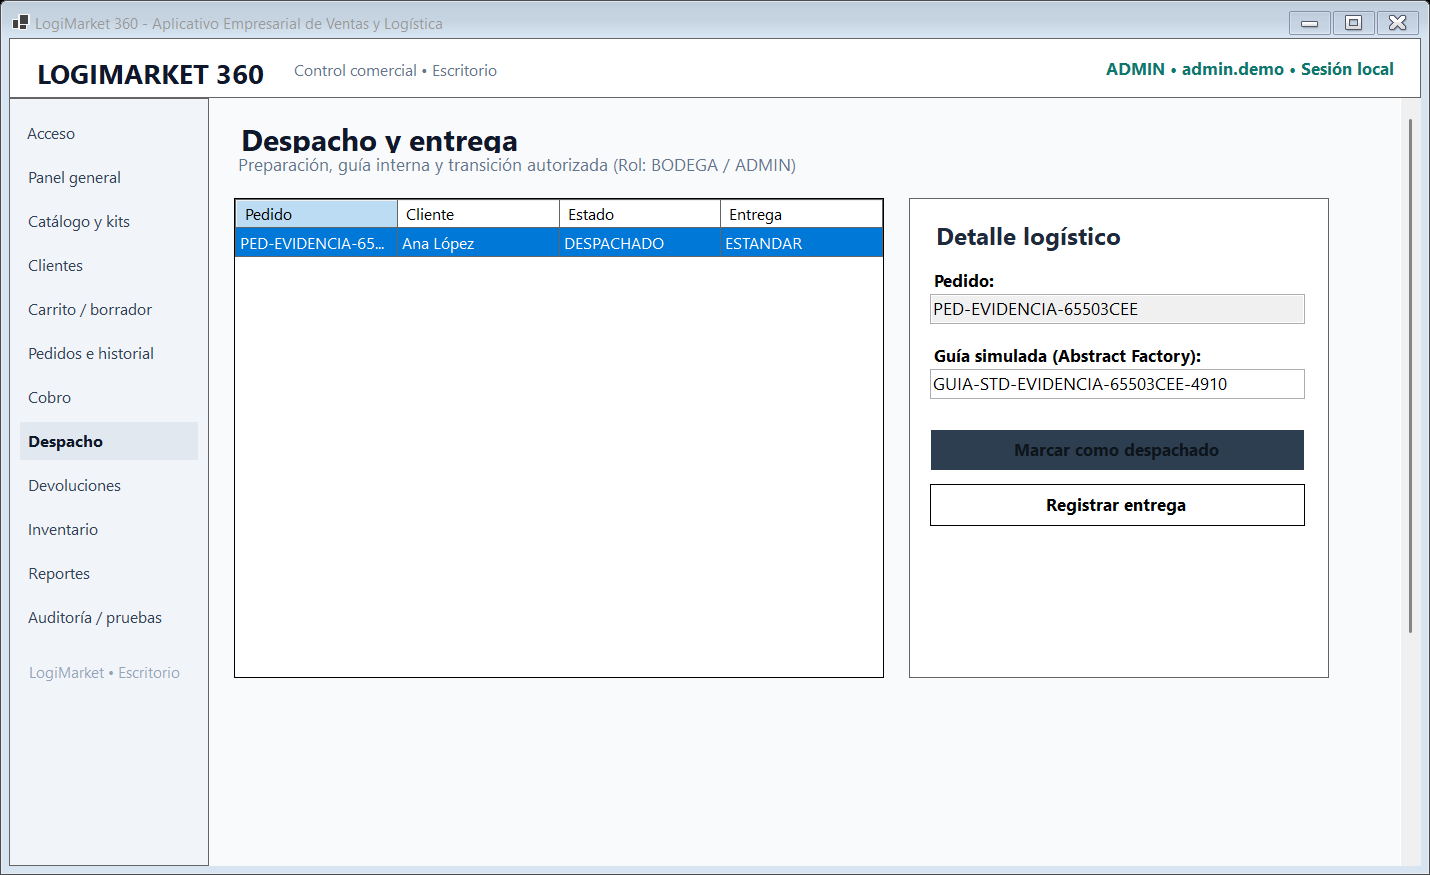 LogiMarket 360 - Aplicativo Empresarial de Ventas y Logística
LOGIMARKET 360
Control comercial • Escritorio
ADMIN • admin.demo • Sesión local
Acceso
Panel general
Catálogo y kits
Clientes
Carrito / borrador
Pedidos e historial
Cobro
Despacho
Devoluciones
Inventario
Reportes
Auditoría / pruebas
LogiMarket • Escritorio
Despacho y entrega
Preparación, guía interna y transición autorizada (Rol: BODEGA / ADMIN)
Pedido Cliente Estado Entrega
PED-EVIDENCIA-65... Ana López DESPACHADO ESTANDAR
Detalle logístico
Pedido:
PED-EVIDENCIA-65503CEE
Guía simulada (Abstract Factory):
GUIA-STD-EVIDENCIA-65503CEE-4910
Marcar como despachado
Registrar entrega